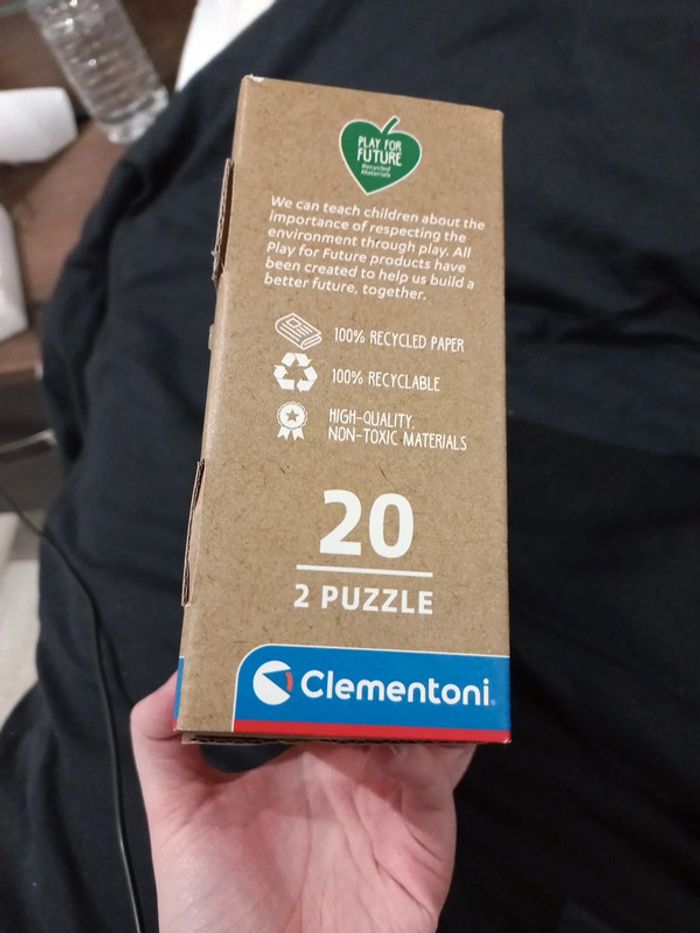 PLAY FOR
FUTURE
Recycled
Materials
We can teach children about the
importance of respecting the
environment through play. All
Play for Future products have
been created to help us build a
better future, together.
100% RECYCLED PAPER
100% RECYCLABLE
HIGH-QUALITY,
NON-TOXIC MATERIALS
20
2 PUZZLE
Clementoni